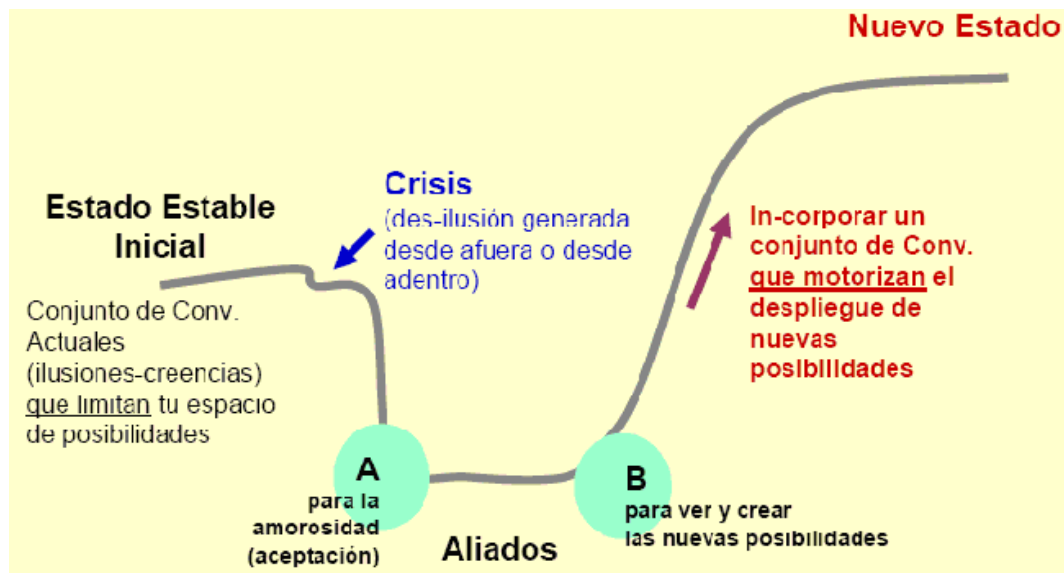 Nuevo Estado
Estado Estable
Inicial
Conjunto de Conv.
Actuales
(ilusiones-creencias)
que limitan tu espacio
de posibilidades
Crisis
(des-ilusión generada
desde afuera o desde
adentro)
In-corporar un
conjunto de Conv.
que motorizan el
despliegue de
nuevas
posibilidades
A
para la
amorosidad
(aceptación)
Aliados
B
para ver y crear
las nuevas posibilidades